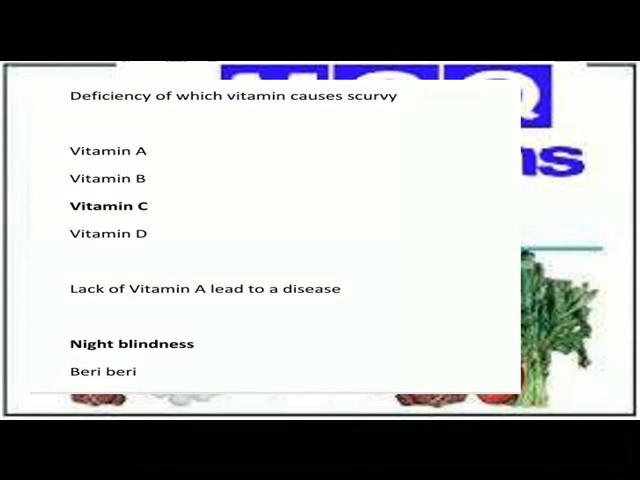 Deficiency of which vitamin causes scurvy
Vitamin A
Vitamin B
Vitamin C
Vitamin D
Lack of Vitamin A lead to a disease
Night blindness
Beri beri